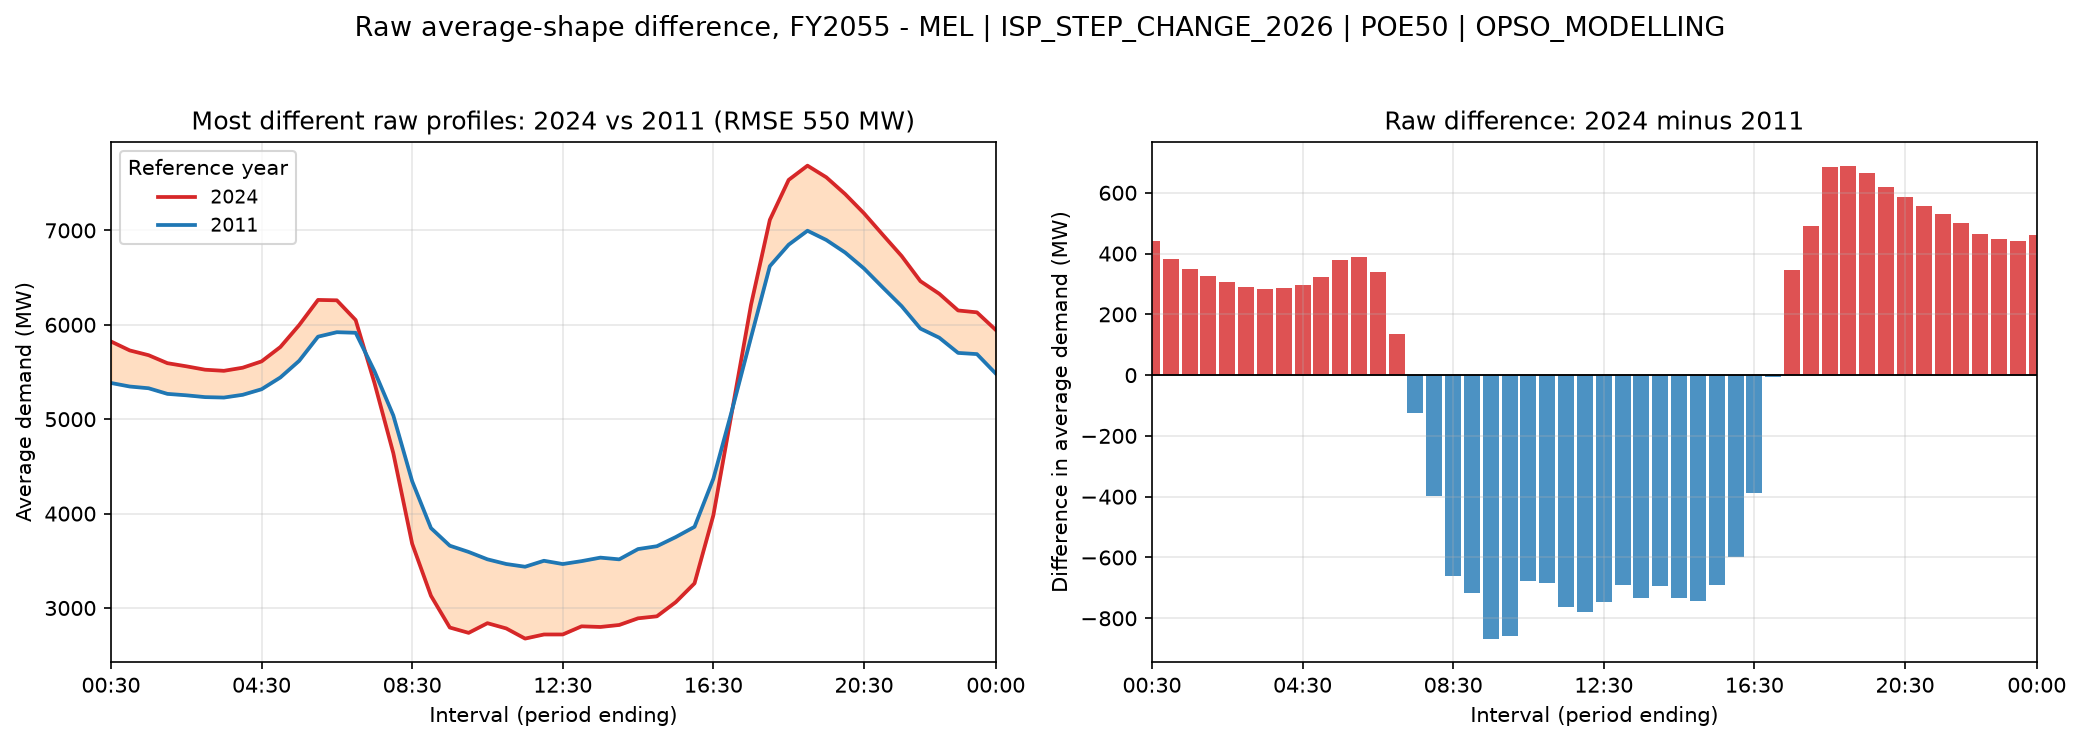 Raw average-shape difference, FY2055 - MEL | ISP_STEP_CHANGE_2026 | POE50 | OPSO_MODELLING
Most different raw profiles: 2024 vs 2011 (RMSE 550 MW)
Reference year
2024
2011
Average demand (MW)
7000
6000
5000
4000
3000
00:30 04:30 08:30 12:30 16:30 20:30 00:00
Interval (period ending)
Raw difference: 2024 minus 2011
Difference in average demand (MW)
600
400
200
0
−200
−400
−600
−800
00:30 04:30 08:30 12:30 16:30 20:30 00:00
Interval (period ending)